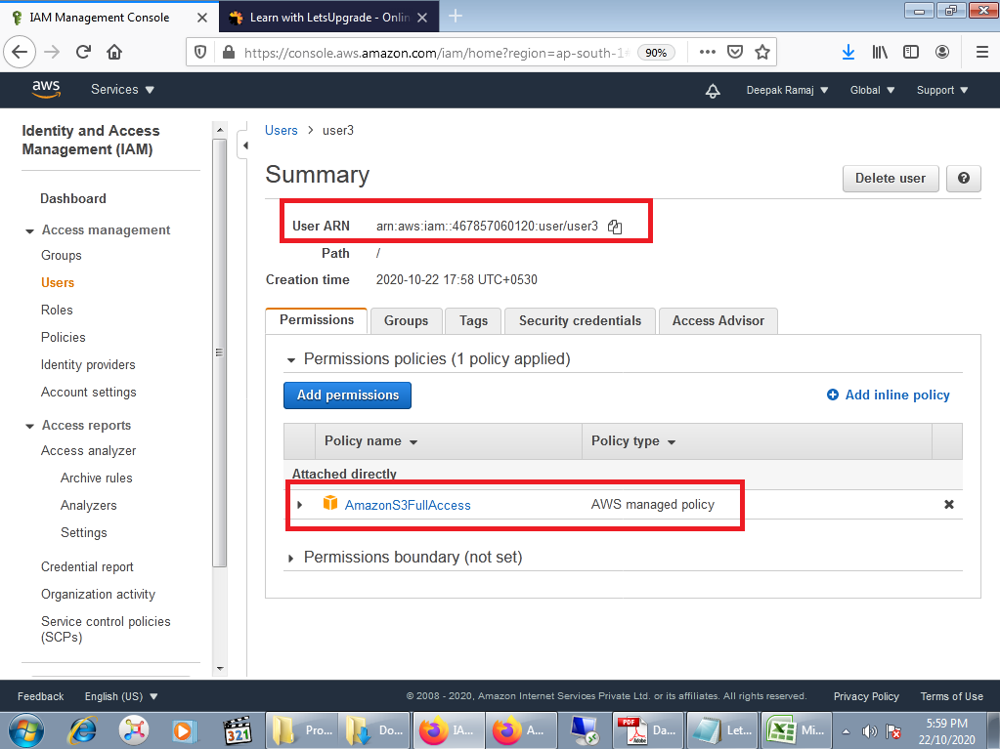 IAM Management Console
Learn with LetsUpgrade - Onlin
https://console.aws.amazon.com/iam/home?region=ap-south-1
90%
aws
Services
Deepak Ramaj
Global
Support
Identity and Access
Management (IAM)
Dashboard
Access management
Groups
Users
Roles
Policies
Identity providers
Account settings
Access reports
Access analyzer
Archive rules
Analyzers
Settings
Credential report
Organization activity
Service control policies
(SCPs)
Users > user3
Summary
Delete user
?
User ARN arn:aws:iam::467857060120:user/user3
Path /
Creation time 2020-10-22 17:58 UTC+0530
Permissions Groups Tags Security credentials Access Advisor
Permissions policies (1 policy applied)
Add permissions
Add inline policy
Policy name Policy type
Attached directly
AmazonS3FullAccess AWS managed policy
Permissions boundary (not set)
Feedback English (US) © 2008 - 2020, Amazon Internet Services Private Ltd. or its affiliates. All rights reserved. Privacy Policy Terms of Use
321 Pro... Do... IA... A... PDF Adobe Da... Let... Mi...
5:59 PM
22/10/2020